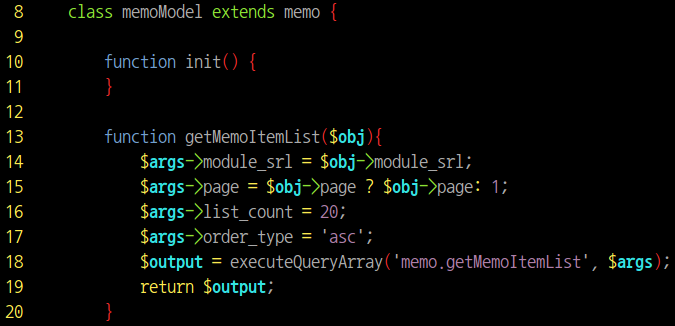 8 class memoModel extends memo {
9
10 function init() {
11 }
12
13 function getMemoItemList($obj){
14 $args->module_srl = $obj->module_srl;
15 $args->page = $obj->page ? $obj->page: 1;
16 $args->list_count = 20;
17 $args->order_type = 'asc';
18 $output = executeQueryArray('memo.getMemoItemList', $args);
19 return $output;
20 }